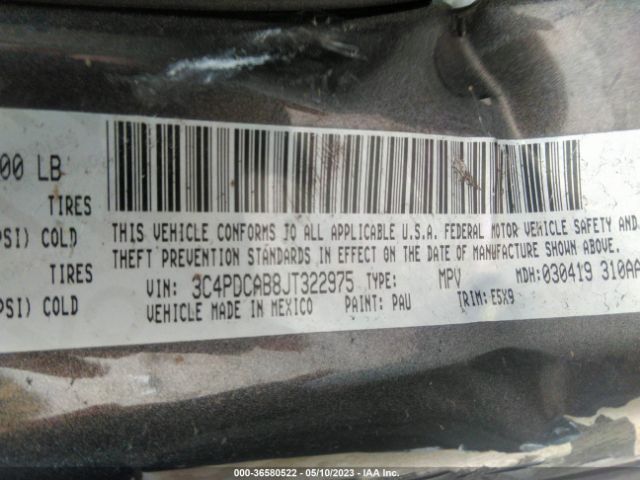 00 LB
TIRES
PSI) COLD
TIRES
PSI) COLD
THIS VEHICLE CONFORMS TO ALL APPLICABLE U.S.A. FEDERAL MOTOR VEHICLE SAFETY AND
THEFT PREVENTION STANDARDS IN EFFECT ON THE DATE OF MANUFACTURE SHOWN ABOVE.
VIN: 3C4PDCAB8JT322975 TYPE: MPV MDH:030419 310AA
VEHICLE MADE IN MEXICO PAINT: PAU TRIM: E5X9
000-36580522 — 05/10/2023 — IAA Inc.